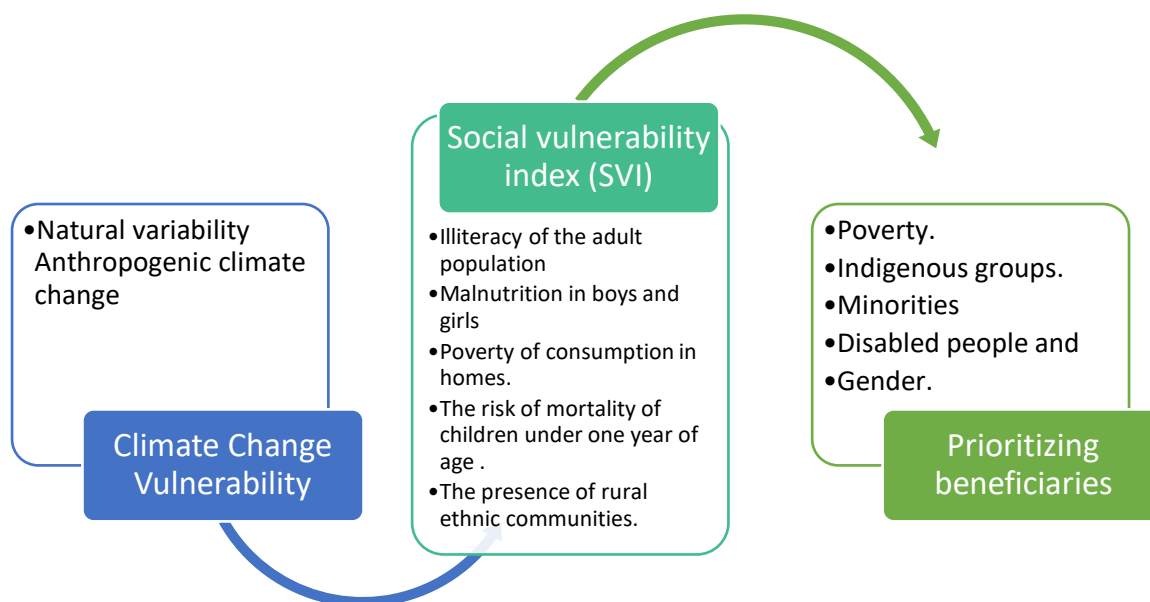 •Natural variability
Anthropogenic climate
change
Climate Change
Vulnerability
Social vulnerability
index (SVI)
•Illiteracy of the adult
population
•Malnutrition in boys and
girls
•Poverty of consumption in
homes.
•The risk of mortality of
children under one year of
age .
•The presence of rural
ethnic communities.
•Poverty.
•Indigenous groups.
•Minorities
•Disabled people and
•Gender.
Prioritizing
beneficiaries